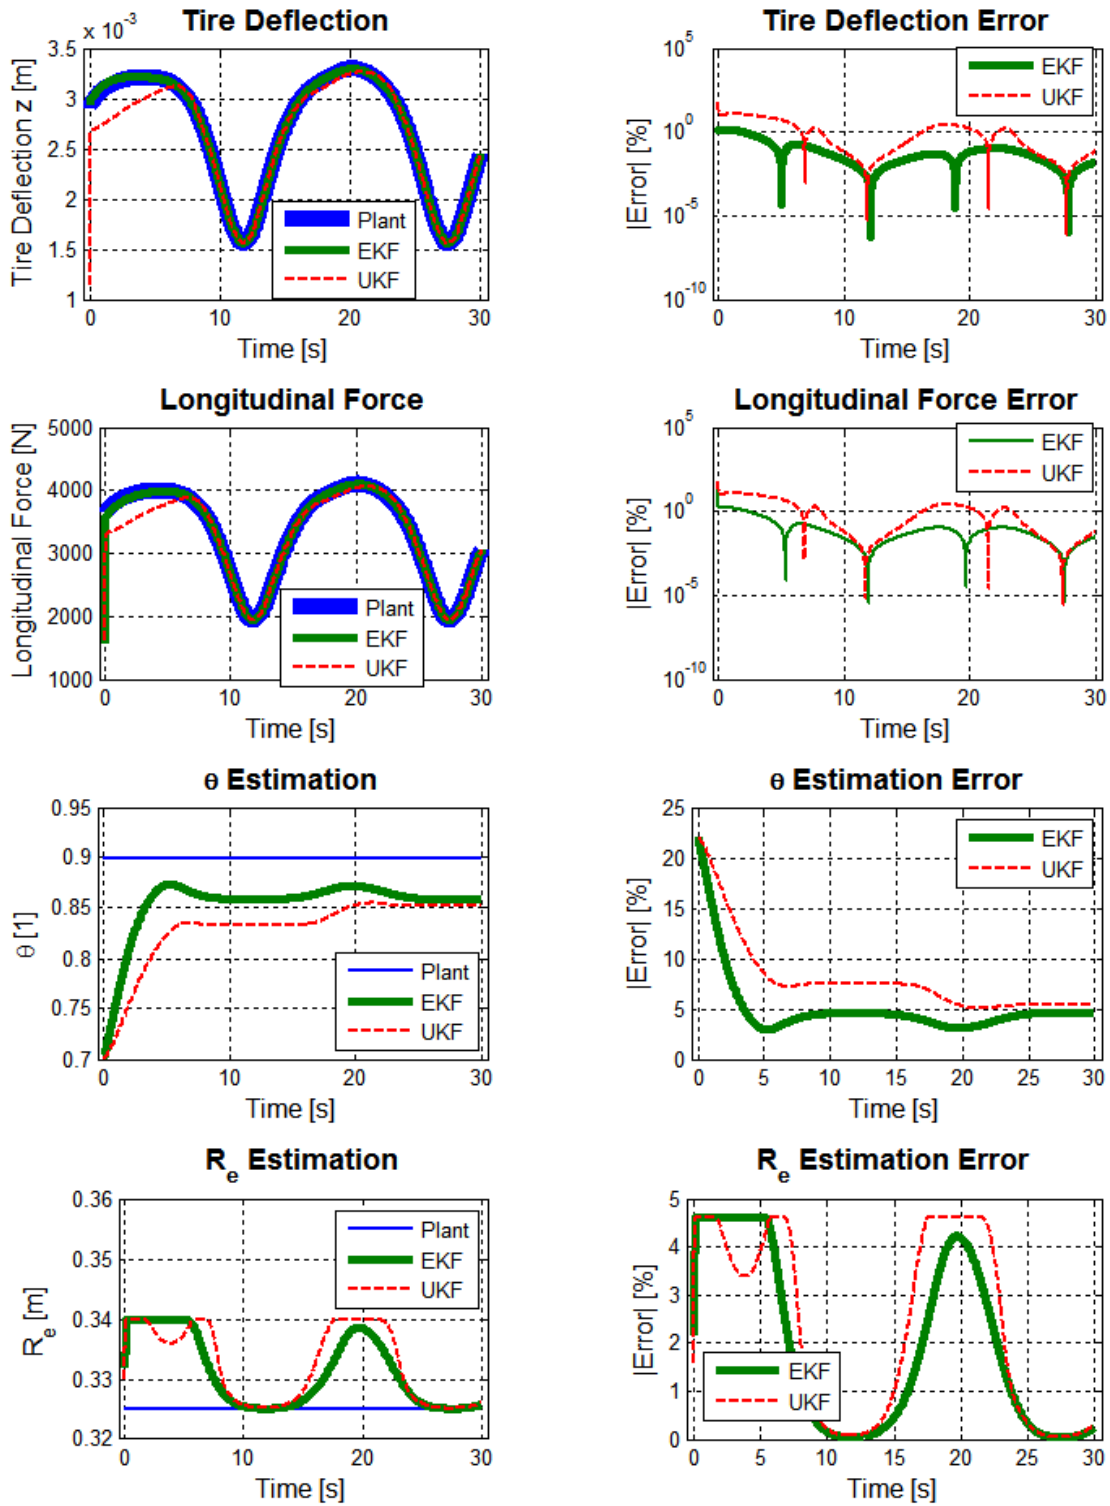 Tire Deflection
x 10^-3
3.5
3
2.5
2
1.5
1
Tire Deflection z [m]
Plant
EKF
UKF
0 10 20 30
Time [s]
Tire Deflection Error
10^5
10^0
10^-5
10^-10
|Error| [%]
EKF
UKF
0 10 20 30
Time [s]
Longitudinal Force
5000
4000
3000
2000
1000
Longitudinal Force [N]
Plant
EKF
UKF
0 10 20 30
Time [s]
Longitudinal Force Error
10^5
10^0
10^-5
10^-10
|Error| [%]
EKF
UKF
0 10 20 30
Time [s]
θ Estimation
0.95
0.9
0.85
0.8
0.75
0.7
θ [1]
Plant
EKF
UKF
0 10 20 30
Time [s]
θ Estimation Error
25
20
15
10
5
0
|Error| [%]
EKF
UKF
0 5 10 15 20 25 30
Time [s]
R_e Estimation
0.36
0.35
0.34
0.33
0.32
R_e [m]
Plant
EKF
UKF
0 10 20 30
Time [s]
R_e Estimation Error
5
4
3
2
1
0
|Error| [%]
EKF
UKF
0 5 10 15 20 25 30
Time [s]